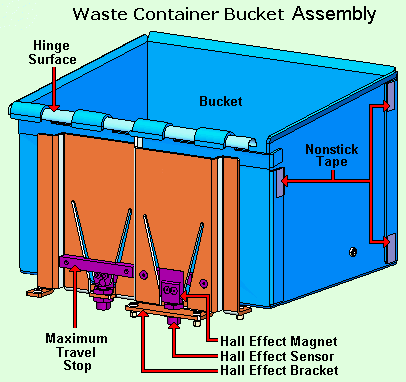 Waste Container Bucket Assembly
Hinge
Surface
Bucket
Nonstick
Tape
Maximum
Travel
Stop
Hall Effect Magnet
Hall Effect Sensor
Hall Effect Bracket